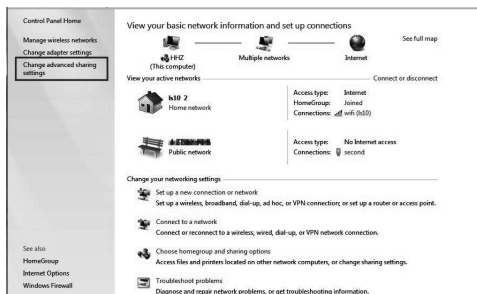 Control Panel Home
Manage wireless networks
Change adapter settings
Change advanced sharing
settings
View your basic network information and set up connections
See full map
HHZ
(This computer)
Multiple networks
Internet
View your active networks
Connect or disconnect
ls10 2
Home network
Access type: Internet
HomeGroup: Joined
Connections: wifi (ls10)
Public network
Access type: No Internet access
Connections: second
Change your networking settings
Set up a new connection or network
Set up a wireless, broadband, dial-up, ad hoc, or VPN connection; or set up a router or access point.
Connect to a network
Connect or reconnect to a wireless, wired, dial-up, or VPN network connection.
Choose homegroup and sharing options
Access files and printers located on other network computers, or change sharing settings.
Troubleshoot problems
Diagnose and repair network problems, or get troubleshooting information.
See also
HomeGroup
Internet Options
Windows Firewall